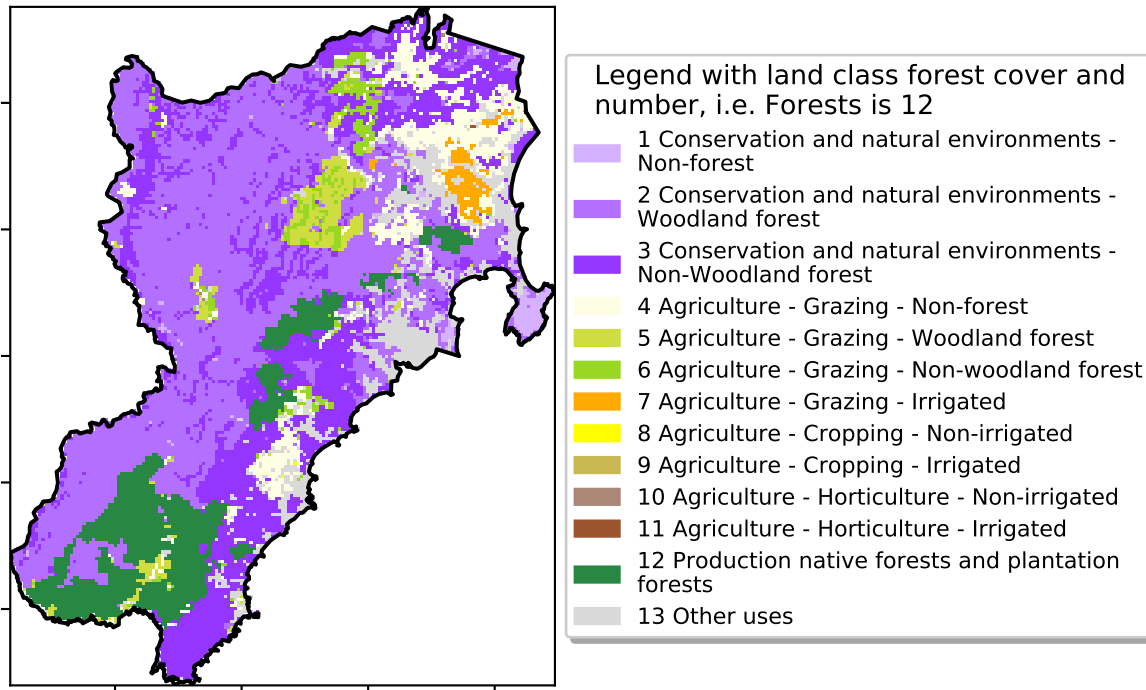 Legend with land class forest cover and
number, i.e. Forests is 12
1 Conservation and natural environments -
Non-forest
2 Conservation and natural environments -
Woodland forest
3 Conservation and natural environments -
Non-Woodland forest
4 Agriculture - Grazing - Non-forest
5 Agriculture - Grazing - Woodland forest
6 Agriculture - Grazing - Non-woodland forest
7 Agriculture - Grazing - Irrigated
8 Agriculture - Cropping - Non-irrigated
9 Agriculture - Cropping - Irrigated
10 Agriculture - Horticulture - Non-irrigated
11 Agriculture - Horticulture - Irrigated
12 Production native forests and plantation
forests
13 Other uses